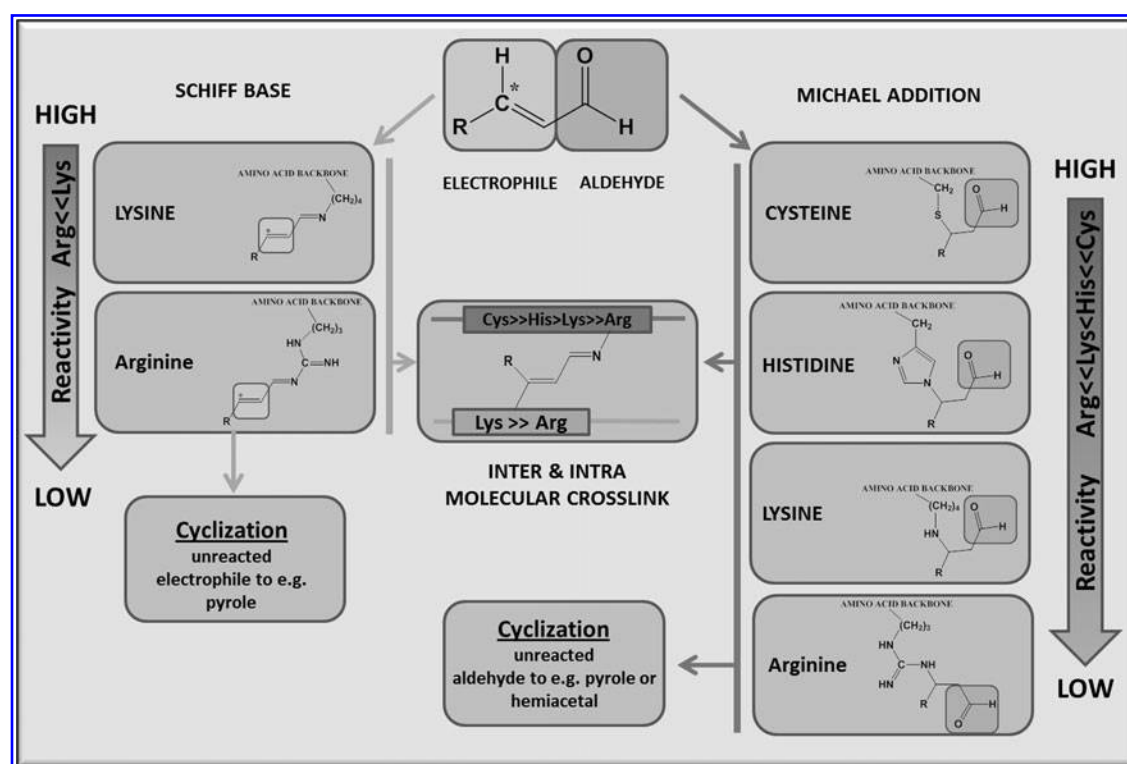 H
O
C
*
R
H
SCHIFF BASE
MICHAEL ADDITION
HIGH
ELECTROPHILE
ALDEHYDE
Reactivity Arg<<Lys
LOW
AMINO ACID BACKBONE
(CH₂)₄
LYSINE
N
*
R
AMINO ACID BACKBONE
(CH₂)₃
HN
Arginine
C
NH
N
*
R
Cyclization
unreacted
electrophile to e.g.
pyrole
Cys>>His>Lys>>Arg
R
N
Lys >> Arg
INTER & INTRA
MOLECULAR CROSSLINK
Cyclization
unreacted
aldehyde to e.g. pyrole or
hemiacetal
AMINO ACID BACKBONE
CH₂
O
CYSTEINE
S
H
R
AMINO ACID BACKBONE
CH₂
O
HISTIDINE
N
H
N
R
AMINO ACID BACKBONE
(CH₂)₄
O
LYSINE
HN
H
R
AMINO ACID BACKBONE
(CH₂)₃
HN
Arginine
C
NH
HN
R
H
O
HIGH
Reactivity Arg<<Lys<His<<Cys
LOW